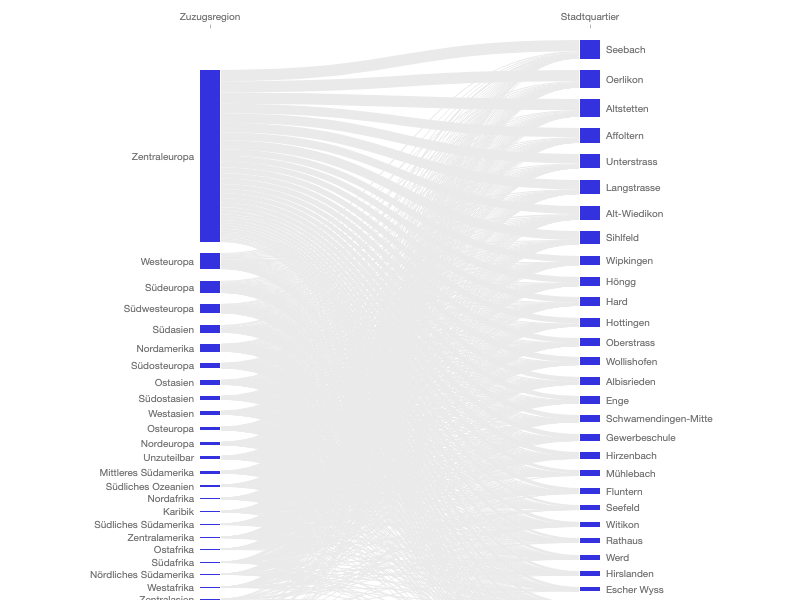 Zuzugsregion
Stadtquartier
Zentraleuropa
Westeuropa
Südeuropa
Südwesteuropa
Südasien
Nordamerika
Südosteuropa
Ostasien
Südostasien
Westasien
Osteuropa
Nordeuropa
Unzuteilbar
Mittleres Südamerika
Südliches Ozeanien
Nordafrika
Karibik
Südliches Südamerika
Zentralamerika
Ostafrika
Südafrika
Nördliches Südamerika
Westafrika
Zentralasien
Seebach
Oerlikon
Altstetten
Affoltern
Unterstrass
Langstrasse
Alt-Wiedikon
Sihlfeld
Wipkingen
Höngg
Hard
Hottingen
Oberstrass
Wollishofen
Albisrieden
Enge
Schwamendingen-Mitte
Gewerbeschule
Hirzenbach
Mühlebach
Fluntern
Seefeld
Witikon
Rathaus
Werd
Hirslanden
Escher Wyss